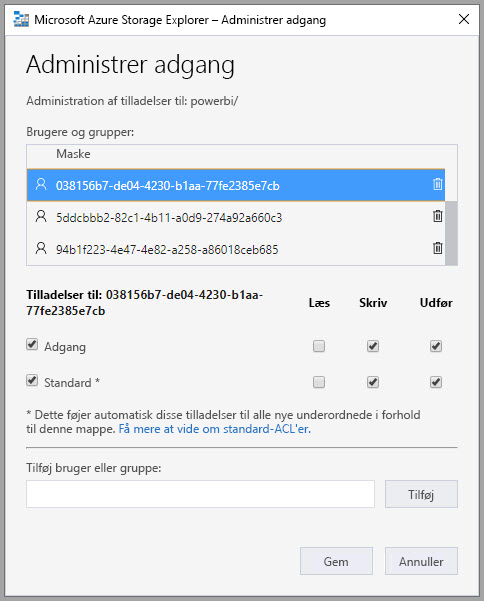 Microsoft Azure Storage Explorer – Administrer adgang
Administrer adgang
Administration af tilladelser til: powerbi/
Brugere og grupper:
Maske
038156b7-de04-4230-b1aa-77fe2385e7cb
5ddcbbb2-82c1-4b11-a0d9-274a92a660c3
94b1f223-4e47-4e82-a258-a86018ceb685
Tilladelser til: 038156b7-de04-4230-b1aa-
77fe2385e7cb
Læs Skriv Udfør
Adgang
Standard *
* Dette føjer automatisk disse tilladelser til alle nye underordnede i forhold
til denne mappe. Få mere at vide om standard-ACL'er.
Tilføj bruger eller gruppe:
Tilføj
Gem Annuller